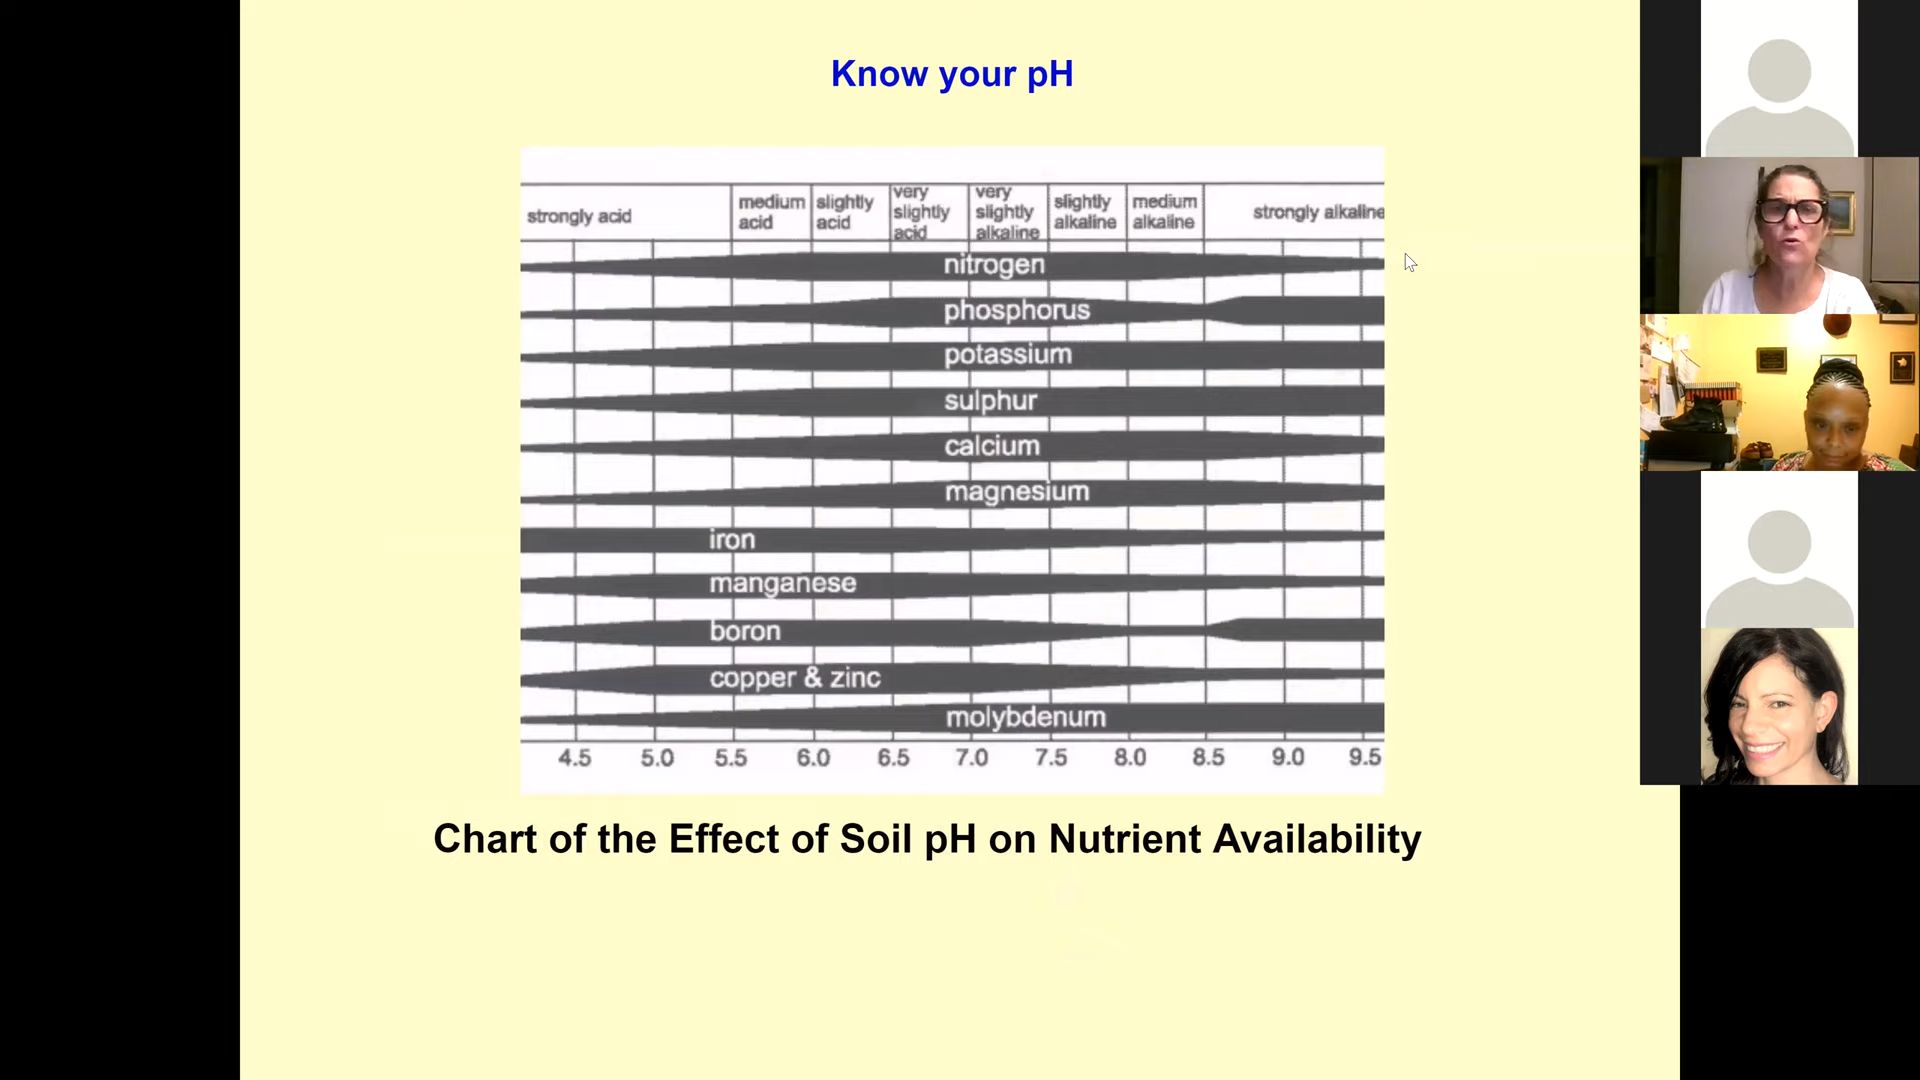 Know your pH
strongly acid
medium
acid
slightly
acid
very
slightly
acid
very
slightly
alkaline
slightly
alkaline
medium
alkaline
strongly alkaline
nitrogen
phosphorus
potassium
sulphur
calcium
magnesium
iron
manganese
boron
copper & zinc
molybdenum
4.5 5.0 5.5 6.0 6.5 7.0 7.5 8.0 8.5 9.0 9.5
Chart of the Effect of Soil pH on Nutrient Availability